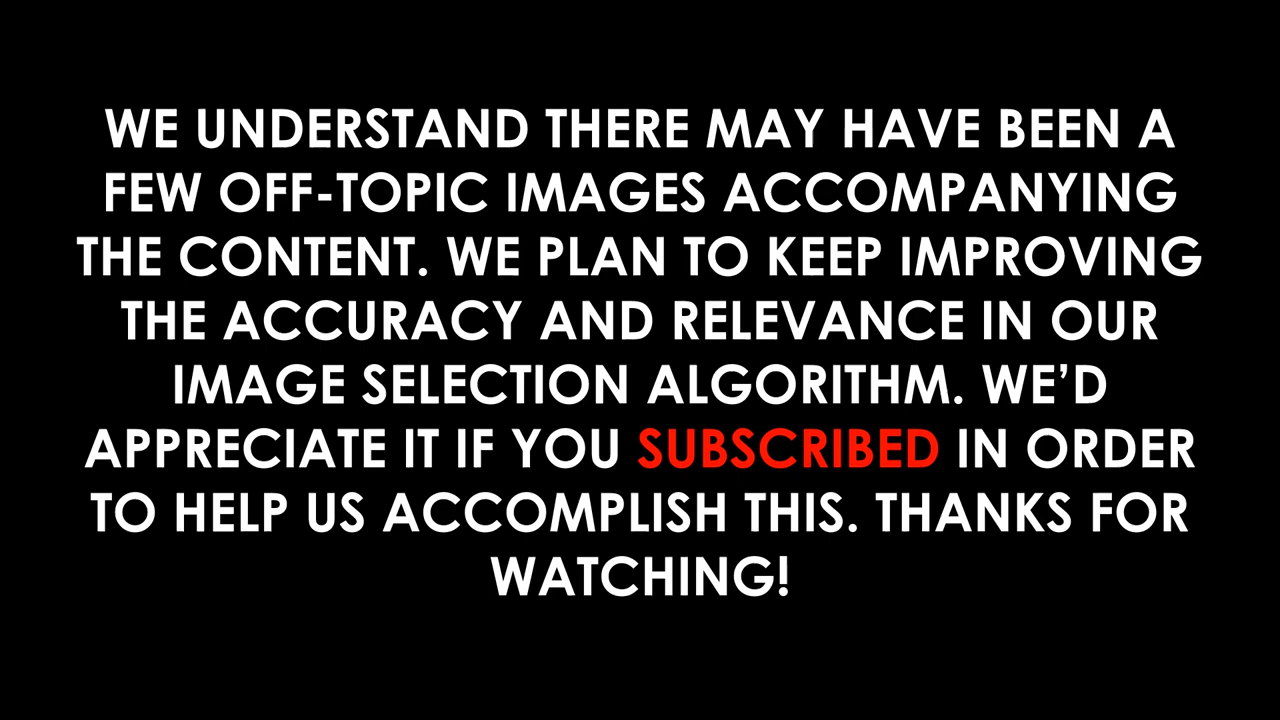 WE UNDERSTAND THERE MAY HAVE BEEN A
FEW OFF-TOPIC IMAGES ACCOMPANYING
THE CONTENT. WE PLAN TO KEEP IMPROVING
THE ACCURACY AND RELEVANCE IN OUR
IMAGE SELECTION ALGORITHM. WE’D
APPRECIATE IT IF YOU SUBSCRIBED IN ORDER
TO HELP US ACCOMPLISH THIS. THANKS FOR
WATCHING!